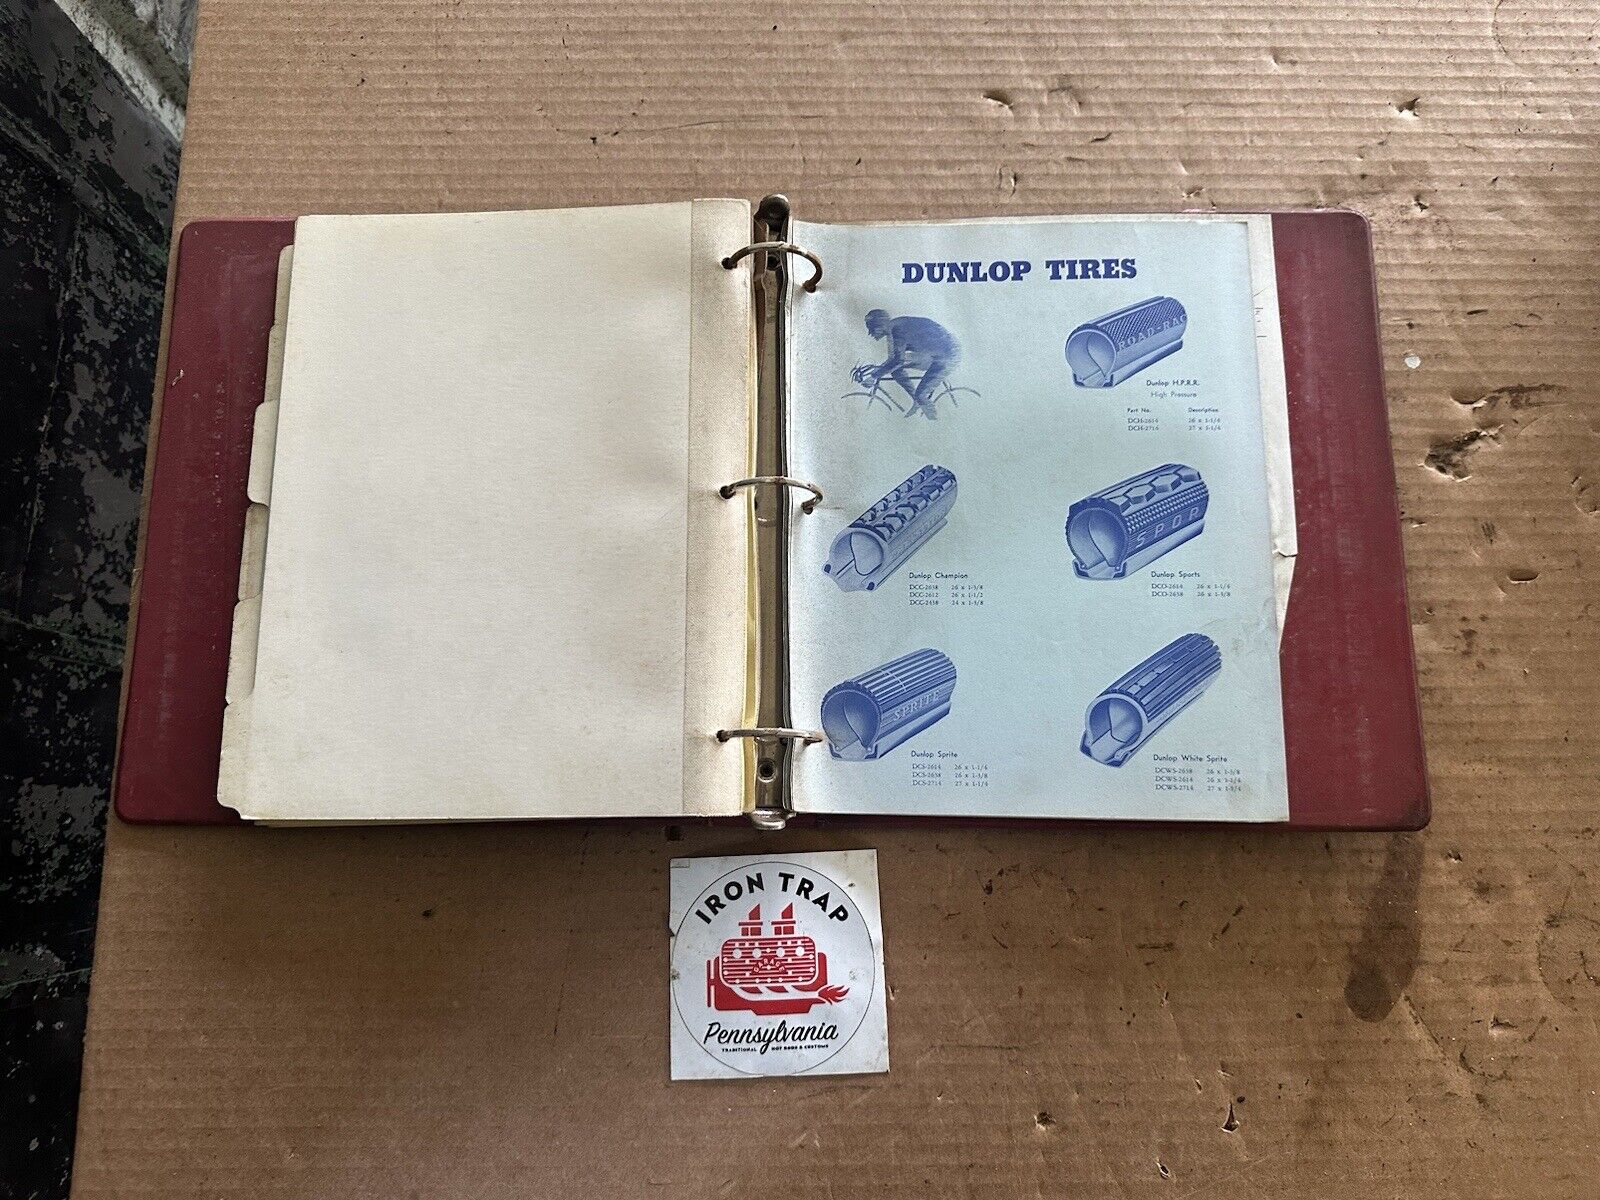 DUNLOP TIRES
ROAD-RAC
Dunlop H.P.R.R.
High Pressure
Part No. Description
DCH-2614 26 x 1-1/4
DCH-2714 27 x 1-1/4
Dunlop Champion
DCC-2638 26 x 1-3/8
DCC-2612 26 x 1-1/2
DCC-2438 24 x 1-3/8
SPOR
Dunlop Sports
DCO-2614 26 x 1-1/4
DCO-2638 26 x 1-3/8
SPRITE
Dunlop Sprite
DCS-2614 26 x 1-1/4
DCS-2638 26 x 1-3/8
DCS-2714 27 x 1-1/4
Dunlop White Sprite
DCWS-2638 26 x 1-3/8
DCWS-2614 26 x 1-1/4
DCWS-2714 27 x 1-1/4
IRON TRAP
GARAGE
Pennsylvania
TRADITIONAL HOT RODS & CUSTOMS